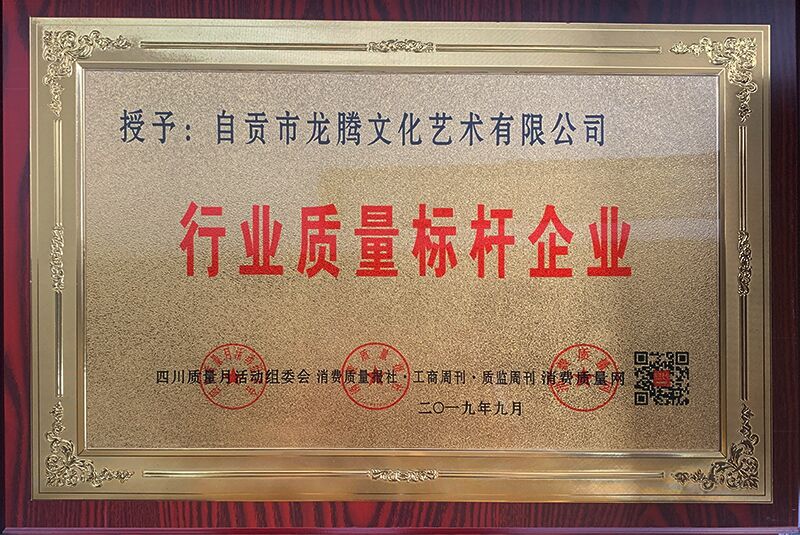 授予：自贡市龙腾文化艺术有限公司
行业质量标杆企业
四川质量月活动组委会 消费质量报社·工商周刊·质监周刊 消费质量网
二〇一九年九月